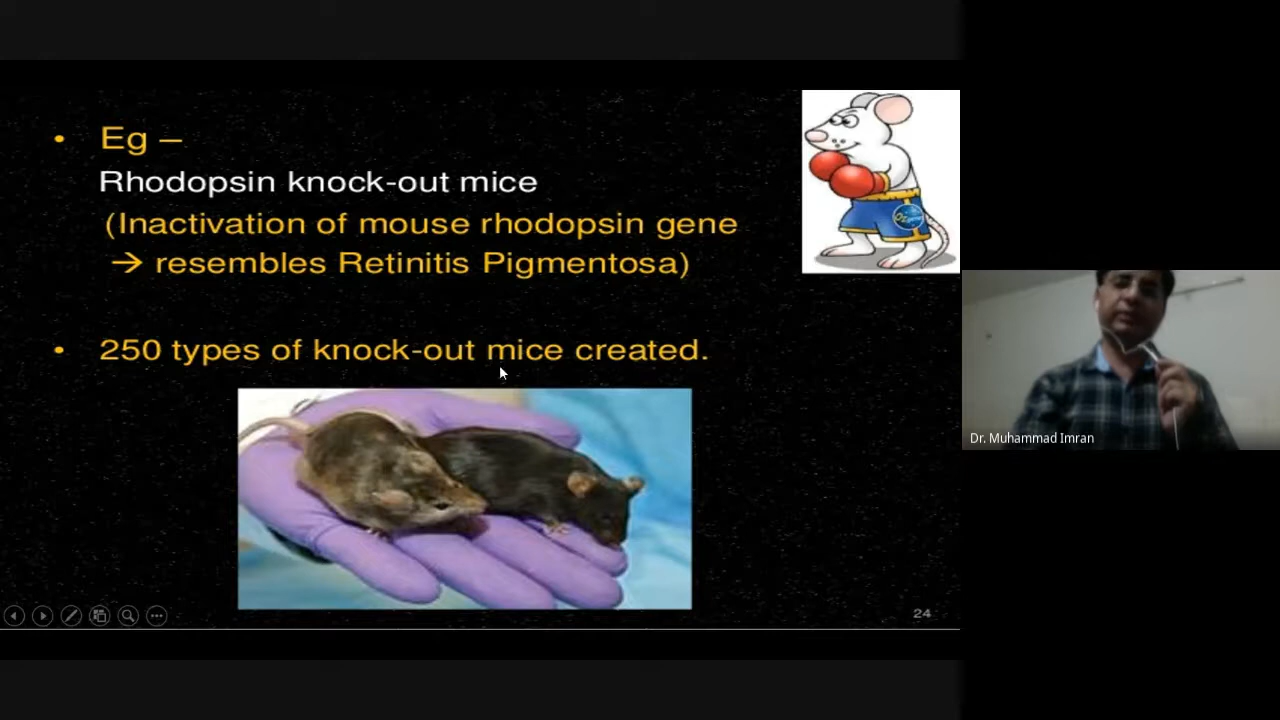 • Eg –
Rhodopsin knock-out mice
(Inactivation of mouse rhodopsin gene
→ resembles Retinitis Pigmentosa)
• 250 types of knock-out mice created.
24
Dr. Muhammad Imran